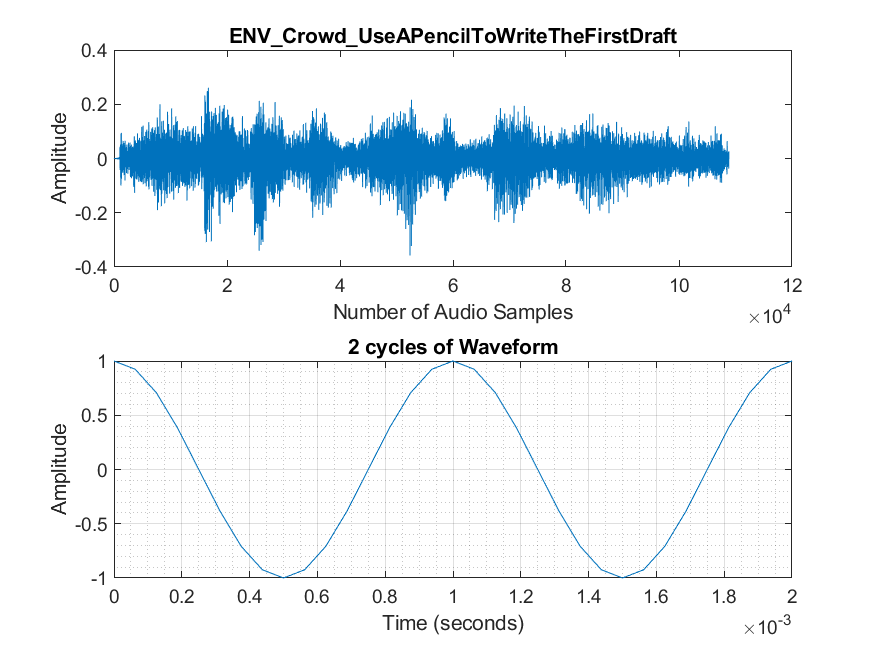 ENV_Crowd_UseAPencilToWriteTheFirstDraft
0.4
0.2
0
-0.2
-0.4
Amplitude
0 2 4 6 8 10 12
Number of Audio Samples
×10^4
2 cycles of Waveform
1
0.5
0
-0.5
-1
Amplitude
0 0.2 0.4 0.6 0.8 1 1.2 1.4 1.6 1.8 2
Time (seconds)
×10^-3